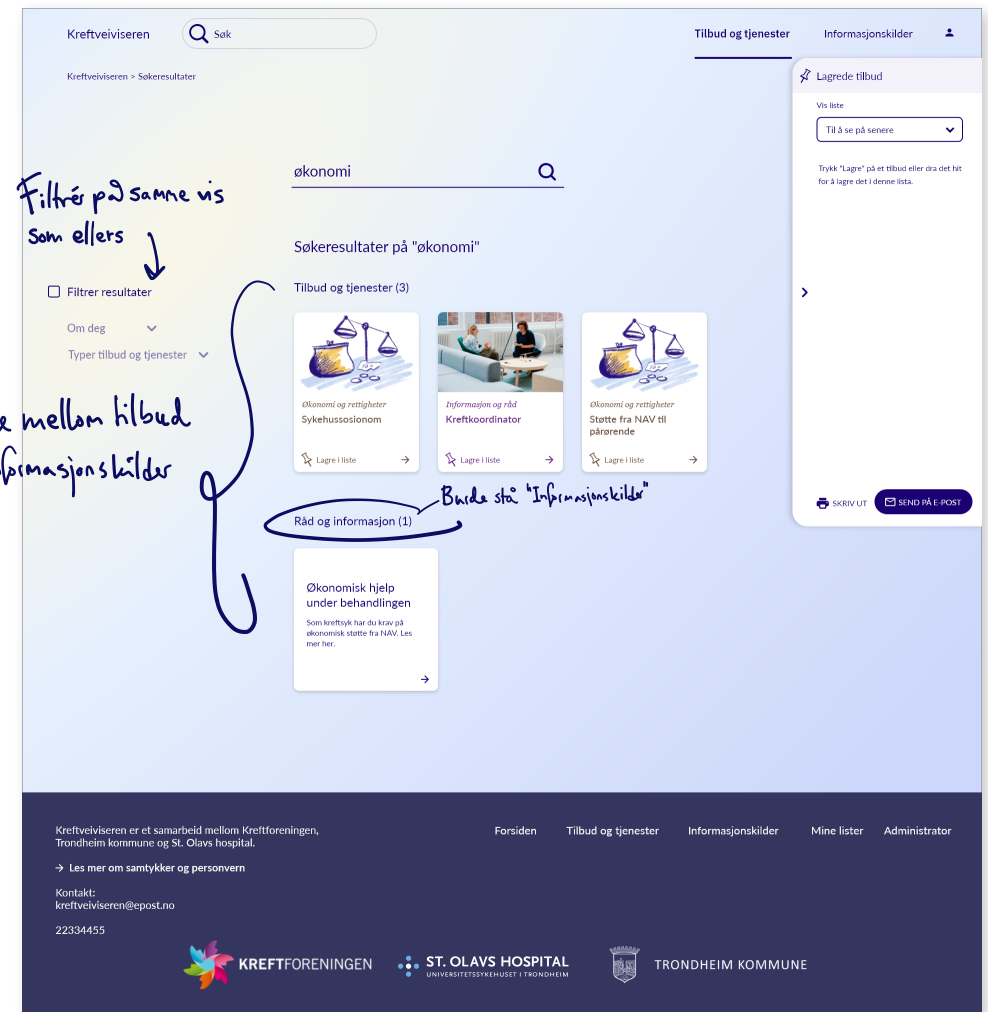 Kreftveiviseren
Søk
Tilbud og tjenester
Informasjonskilder
Kreftveiviseren > Søkeresultater
Lagrede tilbud
Vis liste
Til å se på senere
Trykk "Lagre" på et tilbud eller dra det hit
for å lagre det i denne lista.
økonomi
Filtrér på samme vis
som ellers
Søkeresultater på "økonomi"
Filtrer resultater
Tilbud og tjenester (3)
Om deg
Typer tilbud og tjenester
Økonomi og rettigheter
Sykehussosionom
Lagre i liste
Informasjon og råd
Kreftkoordinator
Lagre i liste
Økonomi og rettigheter
Støtte fra NAV til
pårørende
Lagre i liste
mellom tilbud
formasjonskilder
Burde stå "Informasjonskilder"
Råd og informasjon (1)
SKRIV UT
SEND PÅ E-POST
Økonomisk hjelp
under behandlingen
Som kreftsyk har du krav på
økonomisk støtte fra NAV. Les
mer her.
Kreftveiviseren er et samarbeid mellom Kreftforeningen,
Trondheim kommune og St. Olavs hospital.
Les mer om samtykker og personvern
Kontakt:
kreftveiviseren@epost.no
22334455
Forsiden
Tilbud og tjenester
Informasjonskilder
Mine lister
Administrator
KREFTFORENINGEN
ST. OLAVS HOSPITAL
UNIVERSITETSSYKEHUSET I TRONDHEIM
TRONDHEIM KOMMUNE